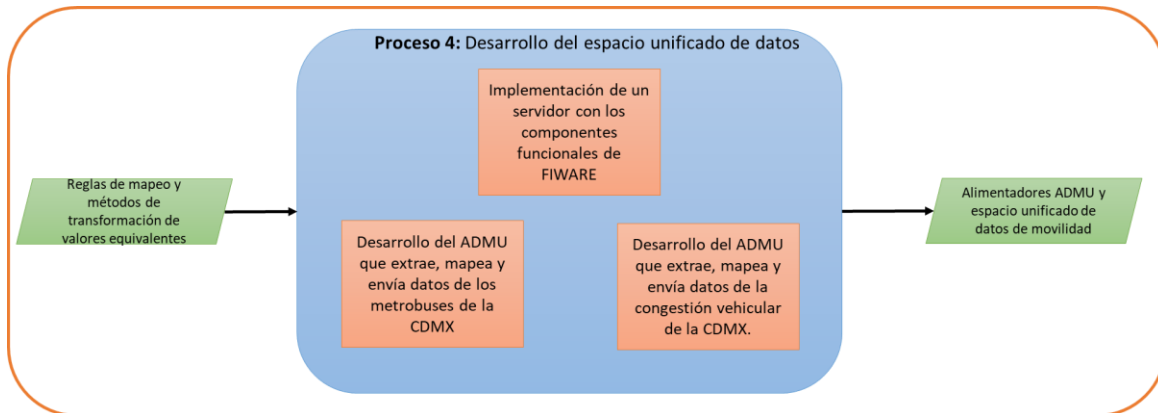 Proceso 4: Desarrollo del espacio unificado de datos
Implementación de un
servidor con los
componentes
funcionales de
FIWARE
Reglas de mapeo y
métodos de
transformación de
valores equivalentes
Alimentadores ADMU y
espacio unificado de
datos de movilidad
Desarrollo del ADMU
que extrae, mapea y
envía datos de los
metrobuses de la
CDMX
Desarrollo del ADMU
que extrae, mapea y
envía datos de la
congestión vehicular
de la CDMX.